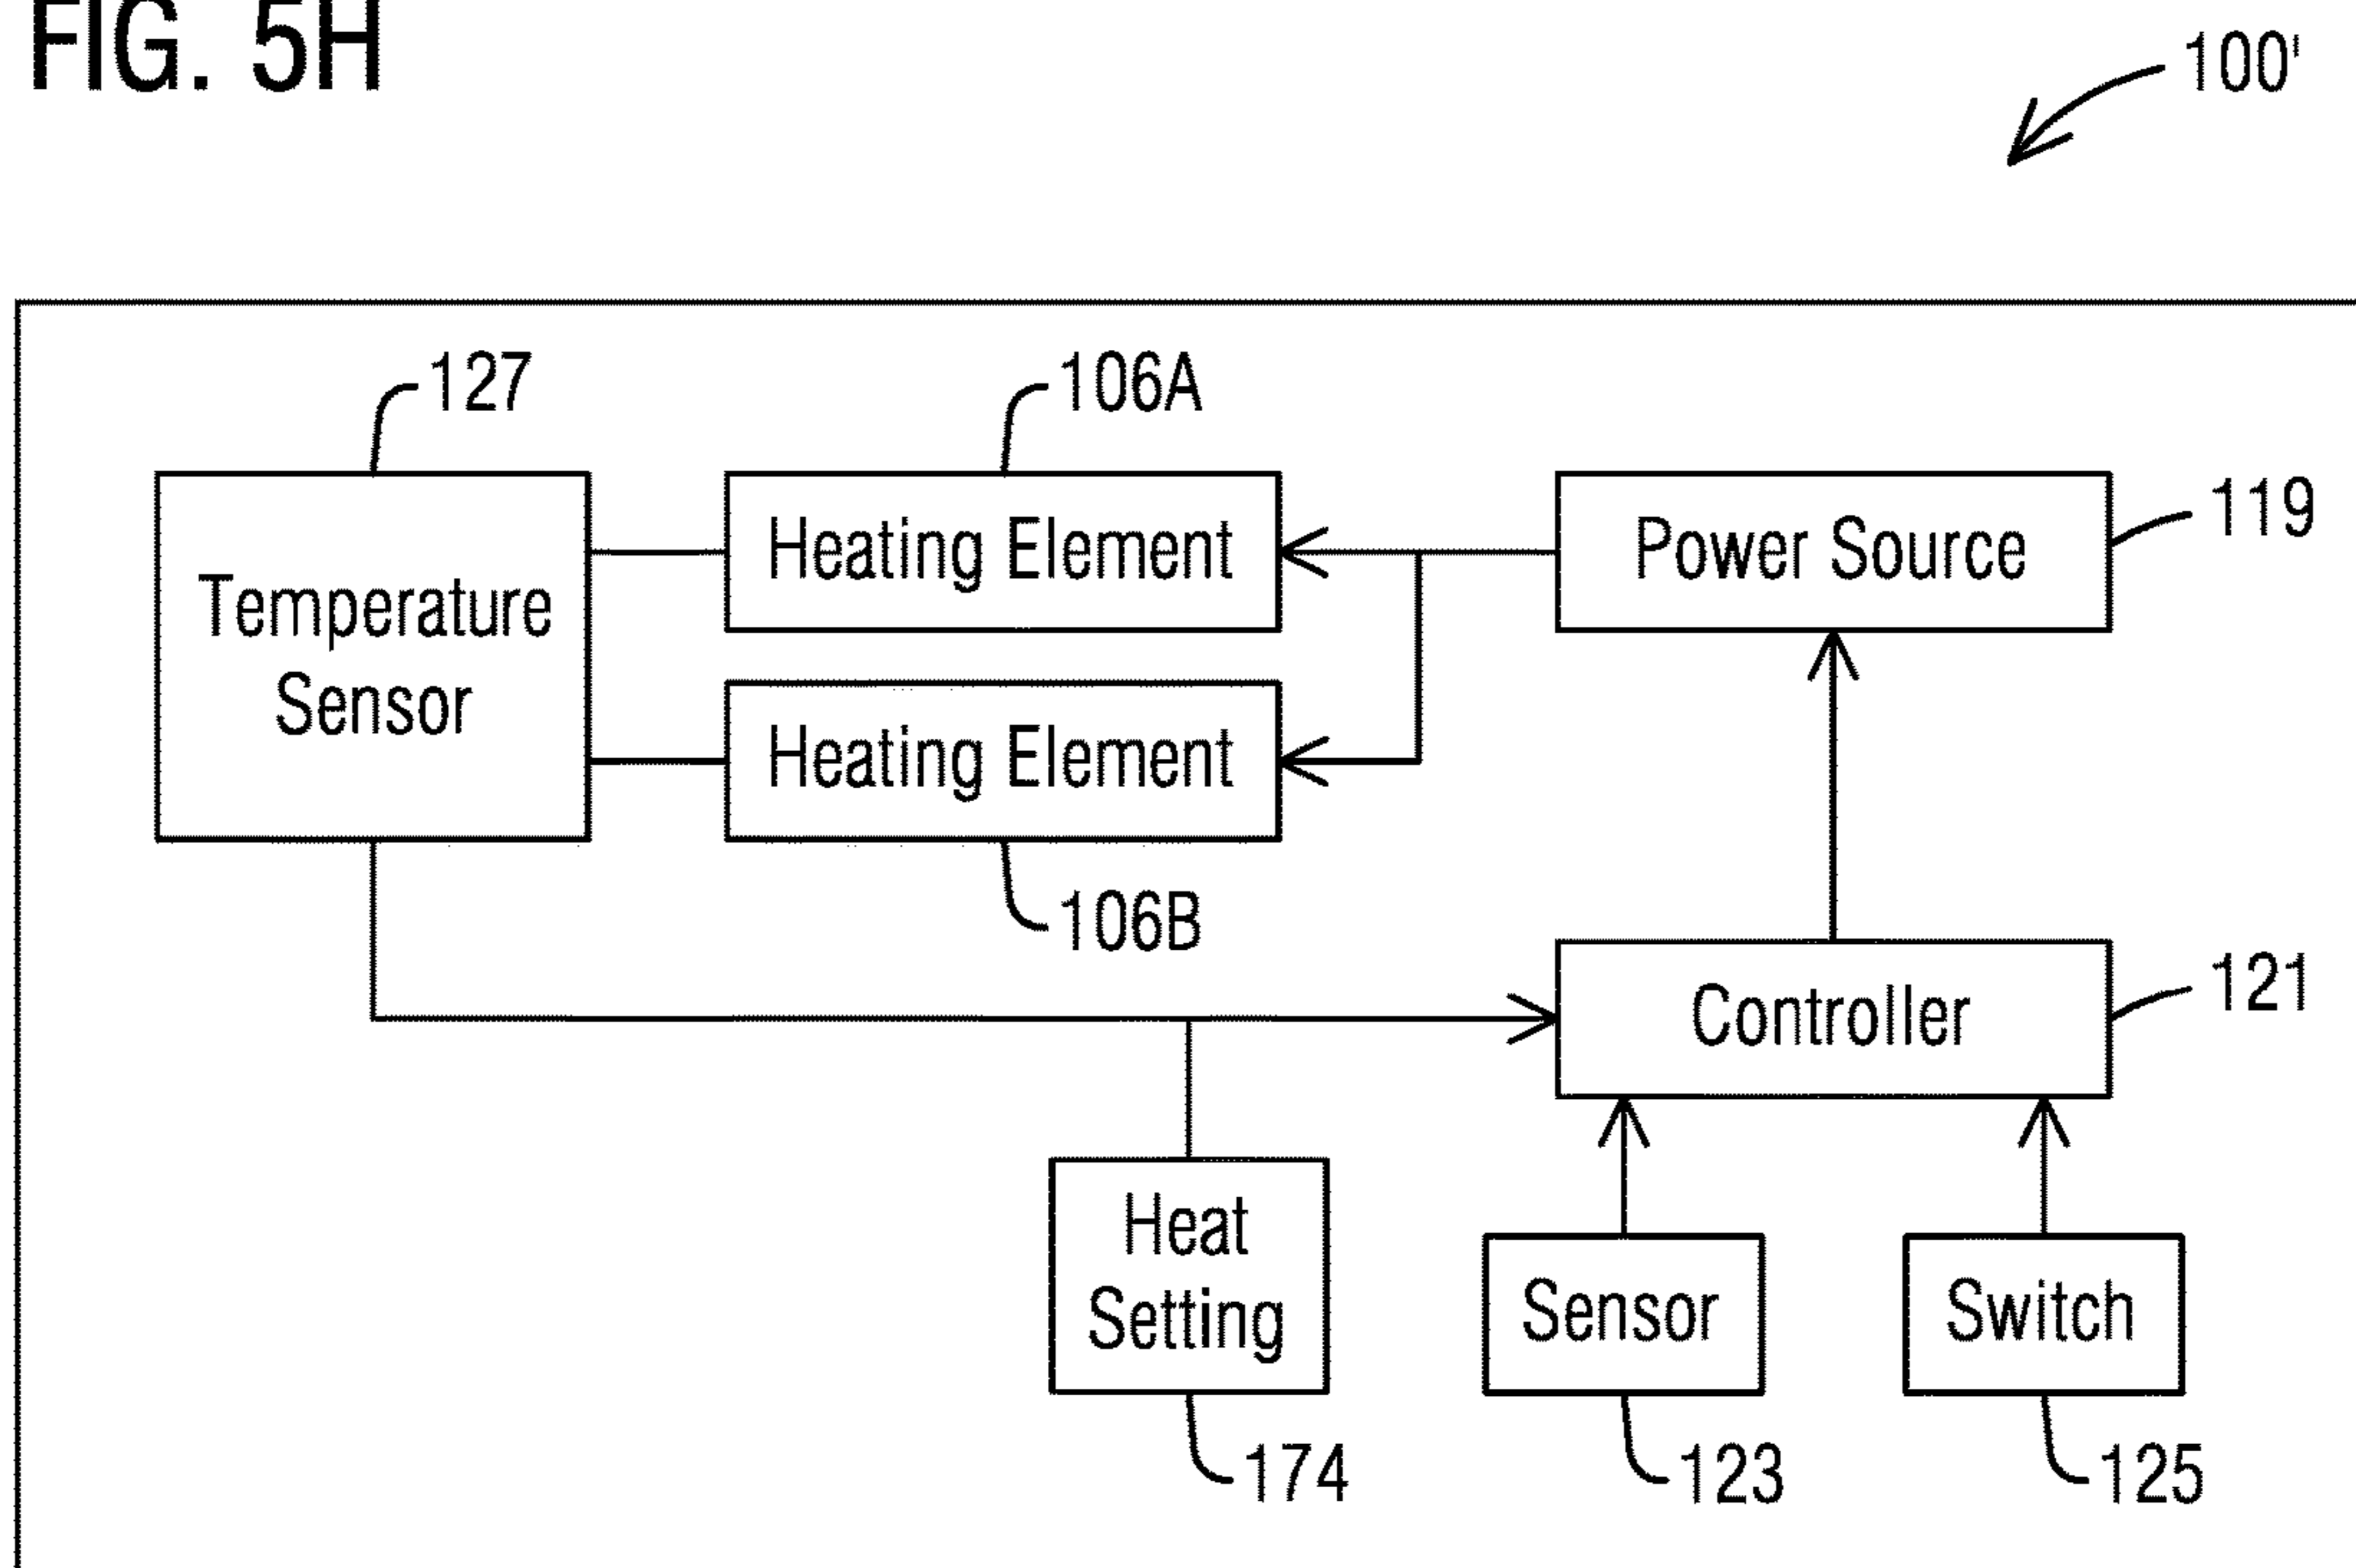 FIG. 5H
100'
127
106A
119
Heating Element
Power Source
Temperature
Sensor
Heating Element
106B
121
Controller
Heat
Setting
Sensor
Switch
174
123
125